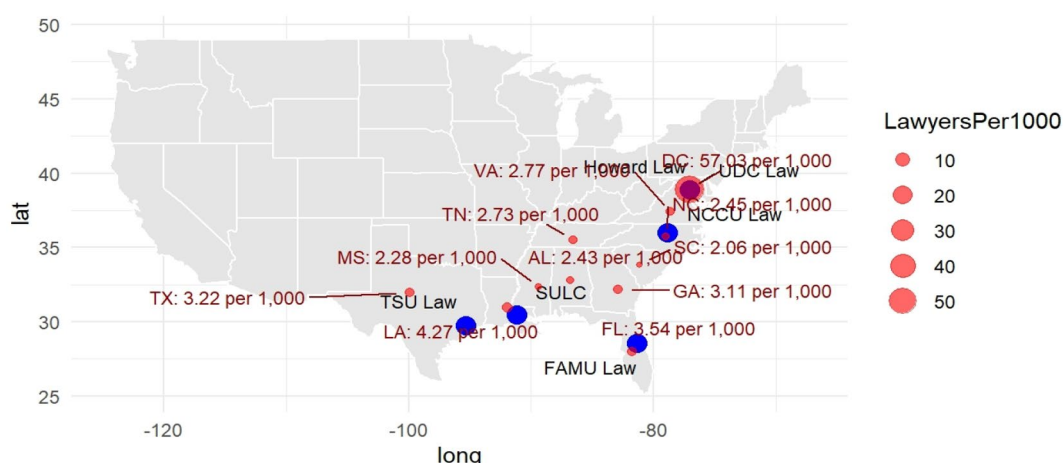 50
45
40
35
30
25
lat
-120
-100
-80
long
DC: 57.03 per 1,000
Howard Law
VA: 2.77 per 1,000
UDC Law
NC: 2.45 per 1,000
TN: 2.73 per 1,000
NCCU Law
MS: 2.28 per 1,000
AL: 2.43 per 1,000
SC: 2.06 per 1,000
SULC
GA: 3.11 per 1,000
TX: 3.22 per 1,000
TSU Law
LA: 4.27 per 1,000
FL: 3.54 per 1,000
FAMU Law
LawyersPer1000
10
20
30
40
50